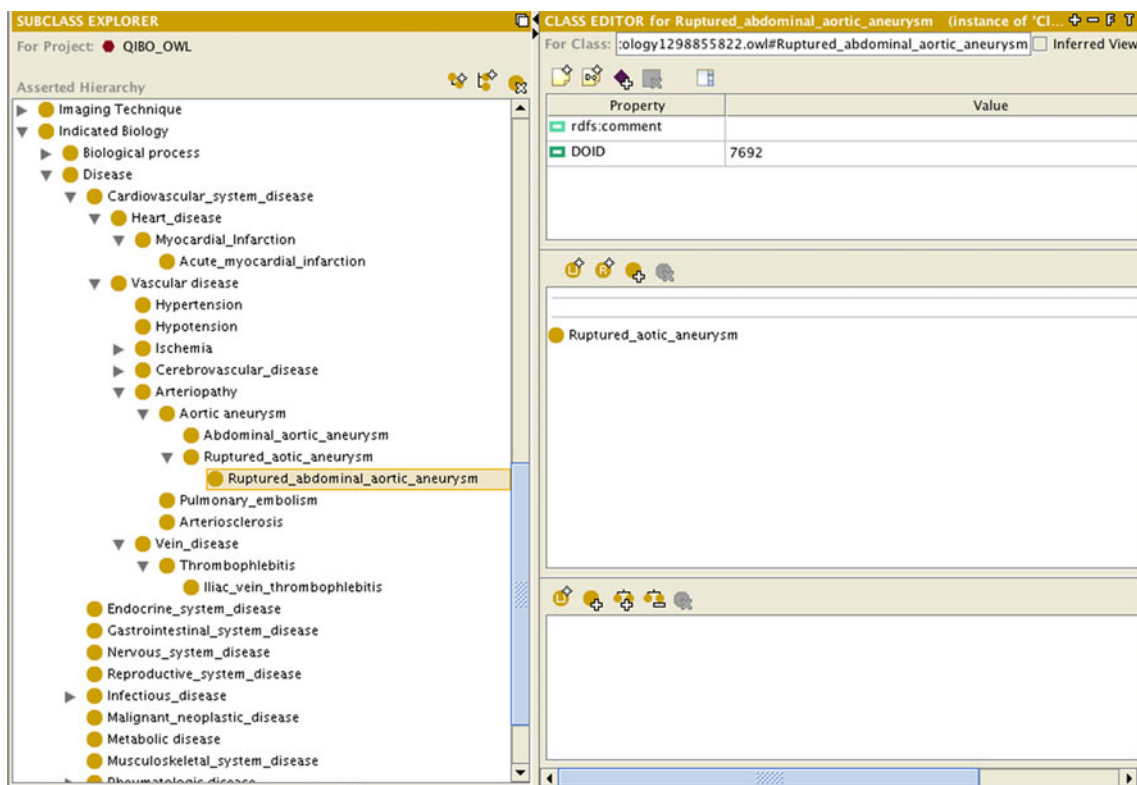 SUBCLASS EXPLORER
For Project: QIBO_OWL
Asserted Hierarchy
Imaging Technique
Indicated Biology
Biological process
Disease
Cardiovascular_system_disease
Heart_disease
Myocardial_Infarction
Acute_myocardial_infarction
Vascular disease
Hypertension
Hypotension
Ischemia
Cerebrovascular_disease
Arteriopathy
Aortic aneurysm
Abdominal_aortic_aneurysm
Ruptured_aotic_aneurysm
Ruptured_abdominal_aortic_aneurysm
Pulmonary_embolism
Arteriosclerosis
Vein_disease
Thrombophlebitis
Iliac_vein_thrombophlebitis
Endocrine_system_disease
Gastrointestinal_system_disease
Nervous_system_disease
Reproductive_system_disease
Infectious_disease
Malignant_neoplastic_disease
Metabolic disease
Musculoskeletal_system_disease
Rheumatologic disease
CLASS EDITOR for Ruptured_abdominal_aortic_aneurysm (instance of 'Cl... F T
For Class: :ology1298855822.owl#Ruptured_abdominal_aortic_aneurysm Inferred View
Property Value
rdfs:comment
DOID 7692
Ruptured_aotic_aneurysm